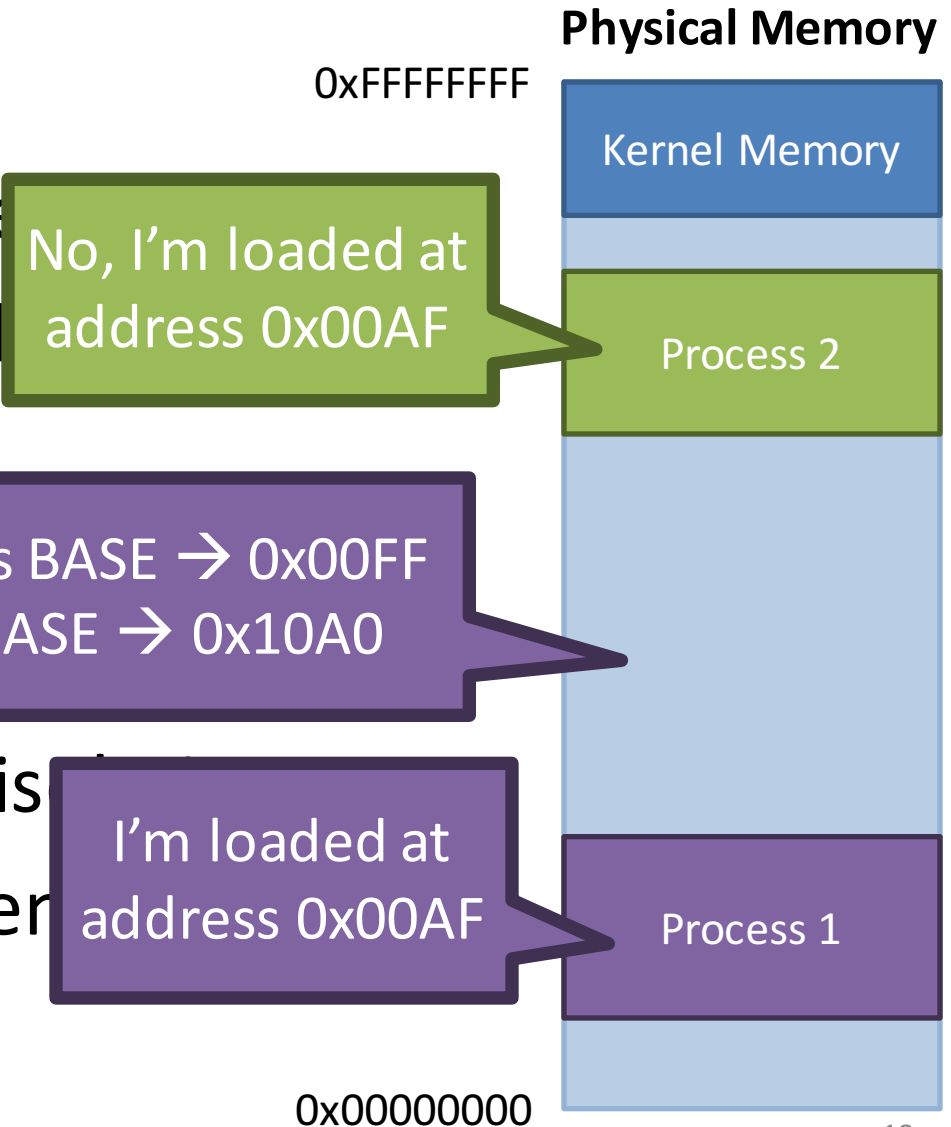 Physical Memory
0xFFFFFFFF
Kernel Memory
No, I’m loaded at
address 0x00AF
Process 2
s BASE → 0x00FF
ASE → 0x10A0
I’m loaded at
address 0x00AF
Process 1
0x00000000